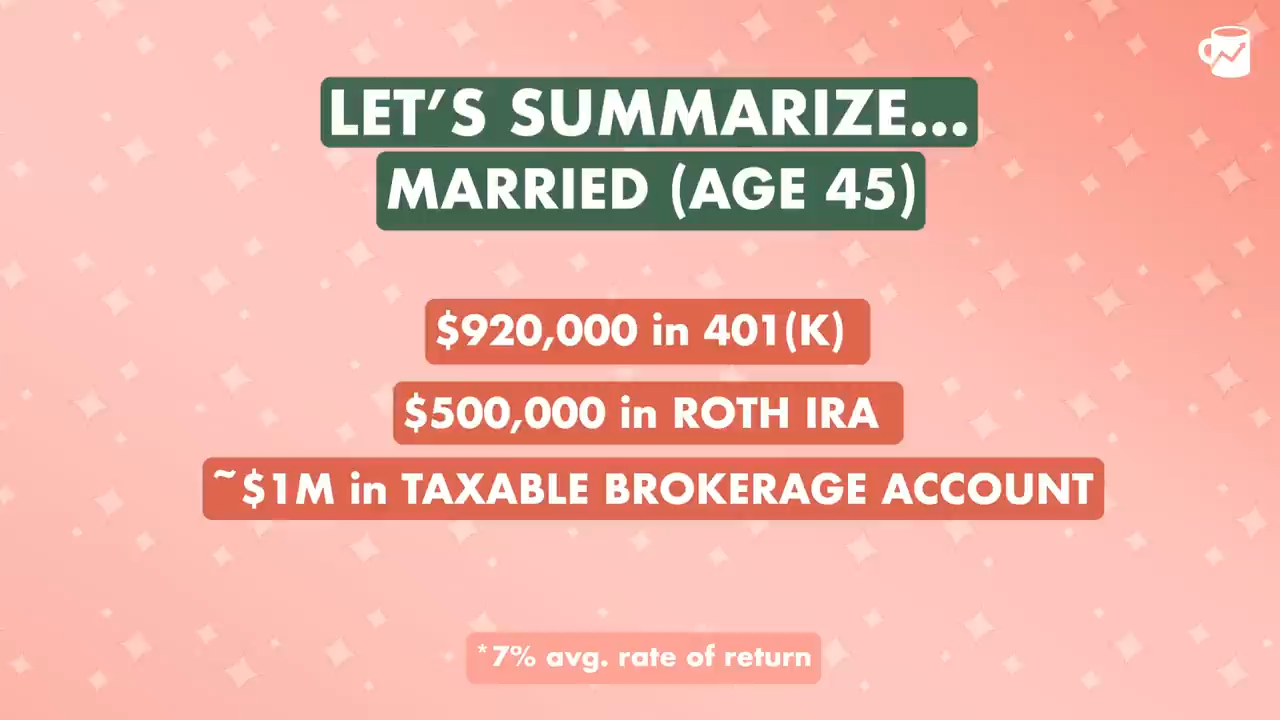 LET’S SUMMARIZE...
MARRIED (AGE 45)
$920,000 in 401(K)
$500,000 in ROTH IRA
~$1M in TAXABLE BROKERAGE ACCOUNT
*7% avg. rate of return